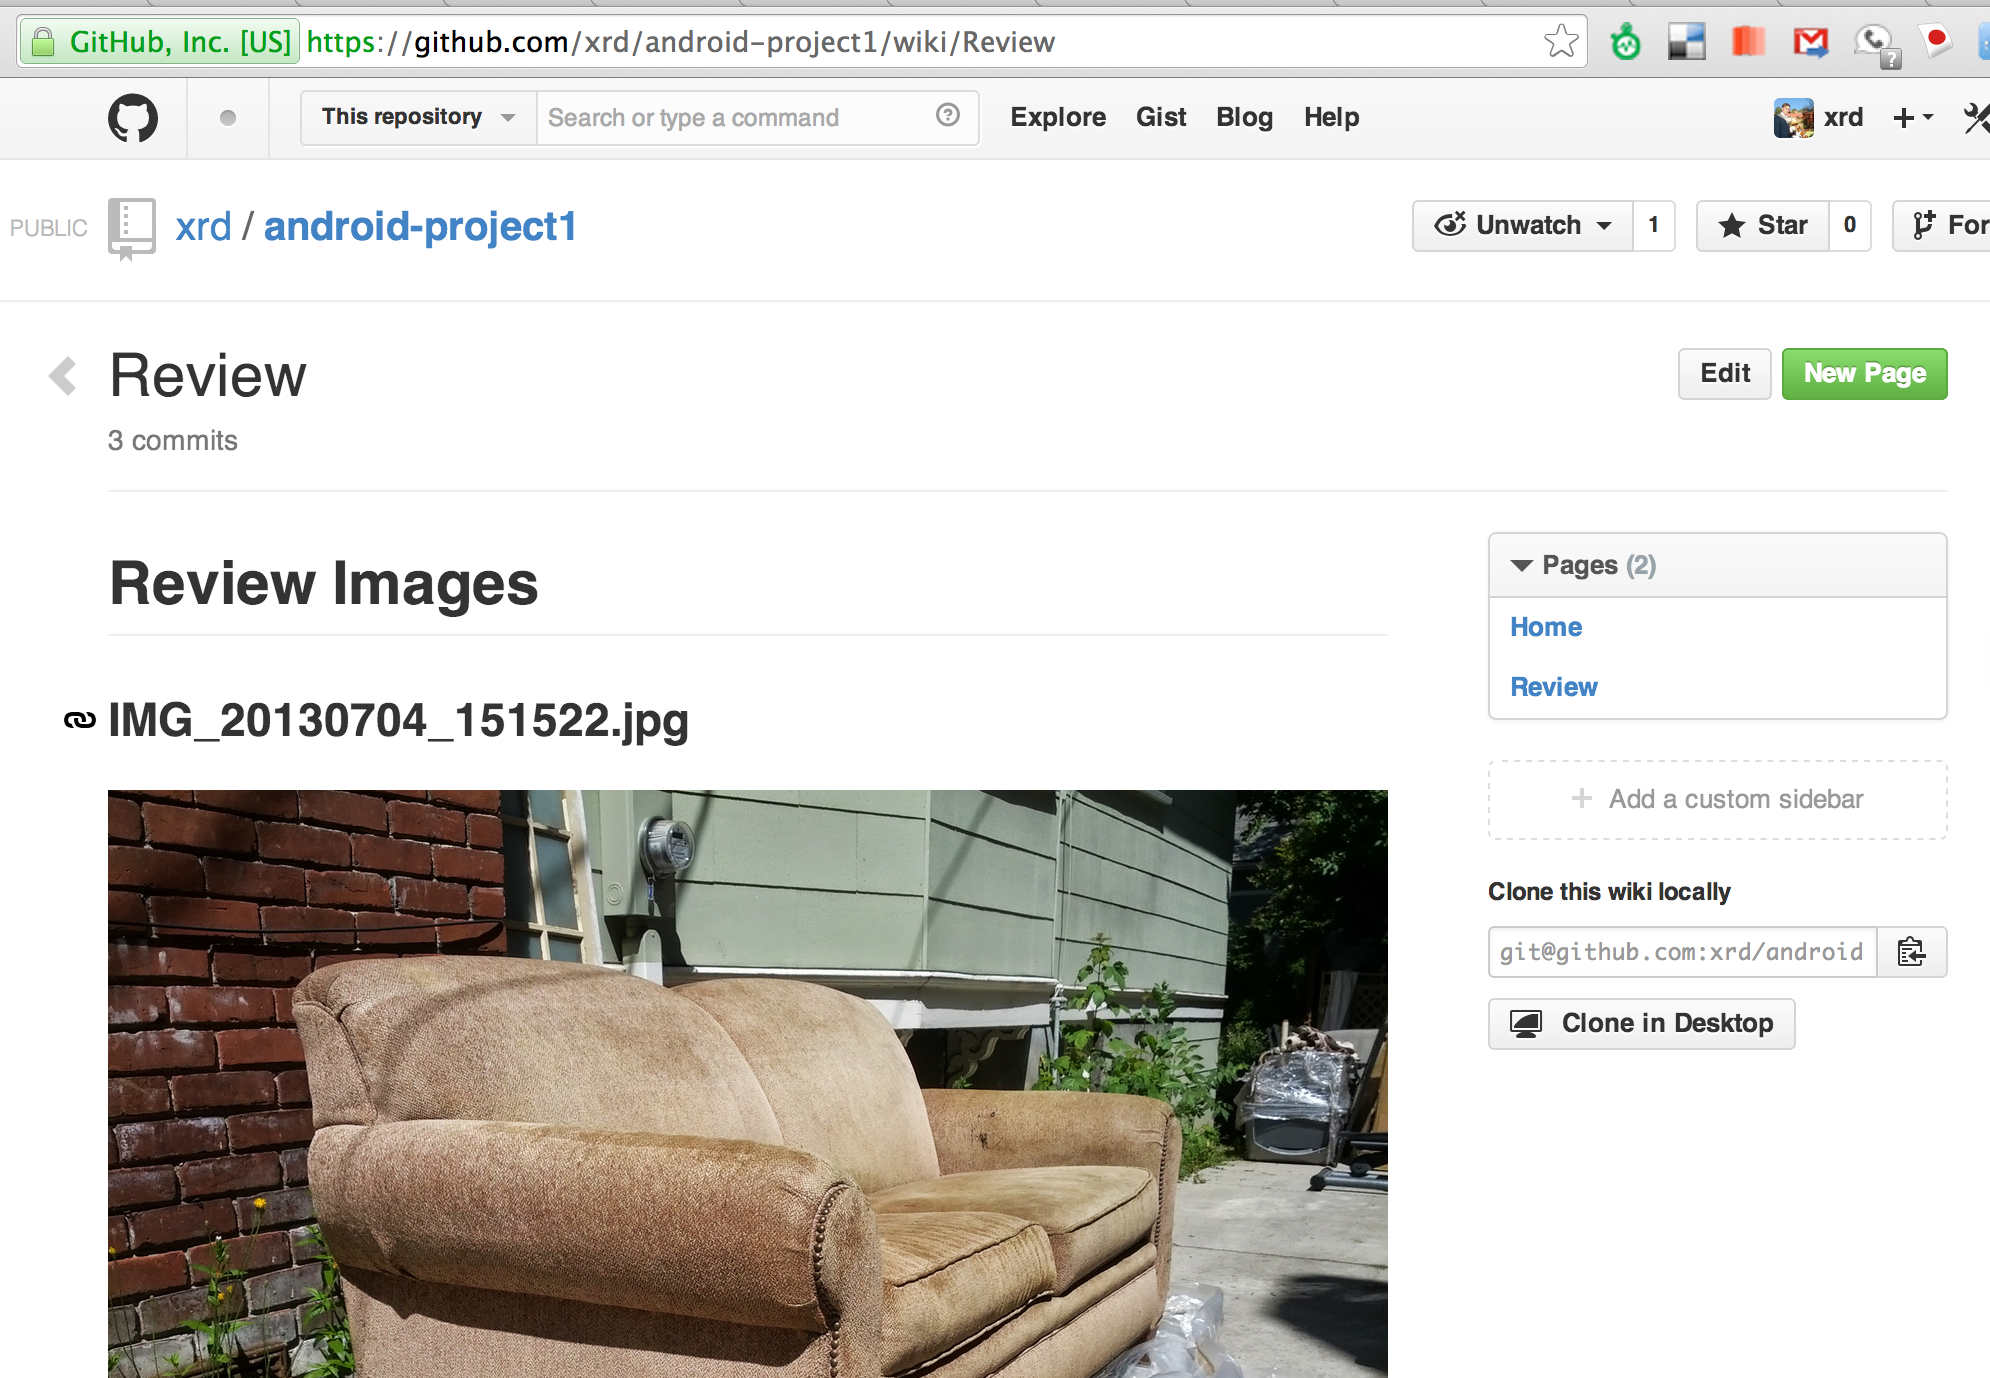 GitHub, Inc. [US] https://github.com/xrd/android-project1/wiki/Review
This repository Search or type a command Explore Gist Blog Help xrd
PUBLIC xrd / android-project1 Unwatch 1 Star 0 For
Review Edit New Page
3 commits
Review Images
Pages (2)
Home
Review
IMG_20130704_151522.jpg
Add a custom sidebar
Clone this wiki locally
git@github.com:xrd/android
Clone in Desktop